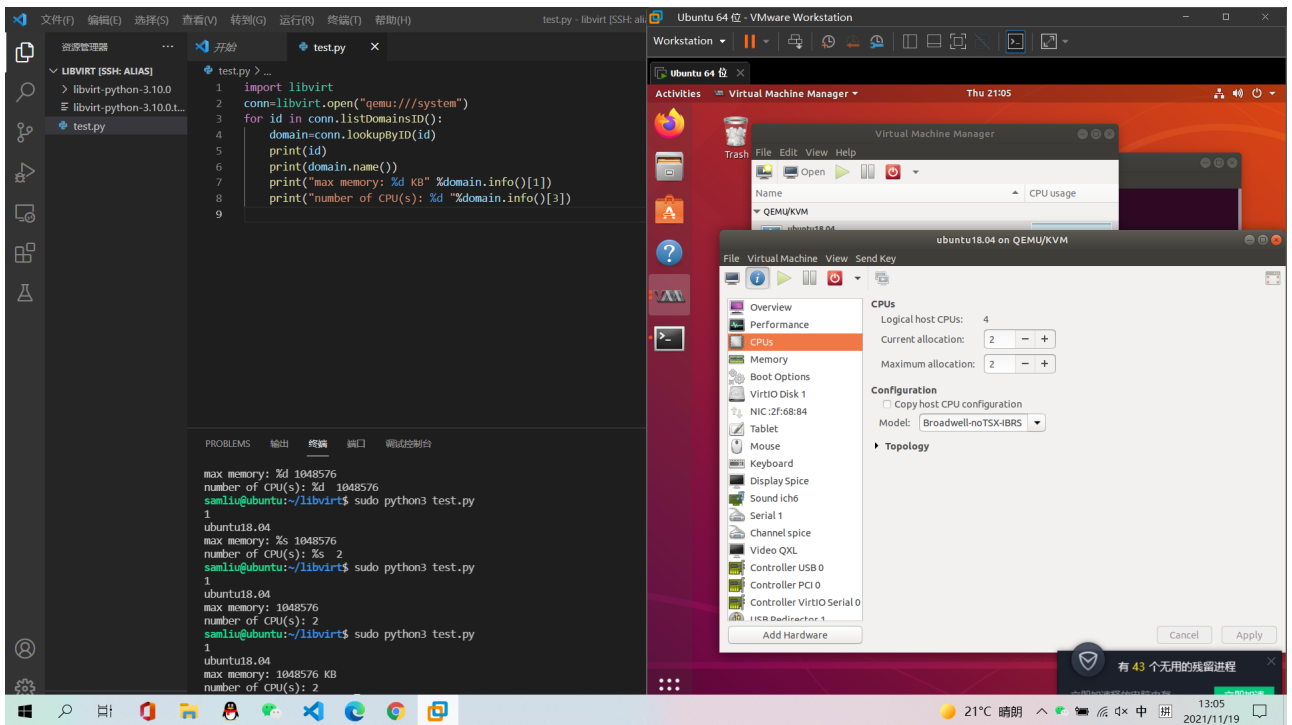 文件(F) 编辑(E) 选择(S) 查看(V) 转到(G) 运行(R) 终端(T) 帮助(H) test.py - libvirt [SSH: ali
资源管理器 ···
LIBVIRT [SSH: ALIAS]
libvirt-python-3.10.0
libvirt-python-3.10.0.t...
test.py
开始 test.py
test.py > ...
1 import libvirt
2 conn=libvirt.open("qemu:///system")
3 for id in conn.listDomainsID():
4 domain=conn.lookupByID(id)
5 print(id)
6 print(domain.name())
7 print("max memory: %d KB" %domain.info()[1])
8 print("number of CPU(s): %d "%domain.info()[3])
9
PROBLEMS 输出 终端 端口 调试控制台
max memory: %d 1048576
number of CPU(s): %d 1048576
samliu@ubuntu:~/libvirt$ sudo python3 test.py
1
ubuntu18.04
max memory: %s 1048576
number of CPU(s): %s 2
samliu@ubuntu:~/libvirt$ sudo python3 test.py
1
ubuntu18.04
max memory: 1048576
number of CPU(s): 2
samliu@ubuntu:~/libvirt$ sudo python3 test.py
1
ubuntu18.04
max memory: 1048576 KB
number of CPU(s): 2
Ubuntu 64 位 - VMware Workstation
Workstation
Ubuntu 64 位
Activities Virtual Machine Manager Thu 21:05
Trash
Virtual Machine Manager
File Edit View Help
Open
Name CPU usage
QEMU/KVM
ubuntu18.04
ubuntu18.04 on QEMU/KVM
File Virtual Machine View Send Key
Overview
Performance
CPUs
Memory
Boot Options
VirtIO Disk 1
NIC :2f:68:84
Tablet
Mouse
Keyboard
Display Spice
Sound ich6
Serial 1
Channel spice
Video QXL
Controller USB 0
Controller PCI 0
Controller VirtIO Serial 0
USB Redirector 1
Add Hardware
CPUs
Logical host CPUs: 4
Current allocation: 2
Maximum allocation: 2
Configuration
Copy host CPU configuration
Model: Broadwell-noTSX-IBRS
Topology
Cancel Apply
有 43 个无用的残留进程
21°C 晴朗 中 拼 13:05
2021/11/19